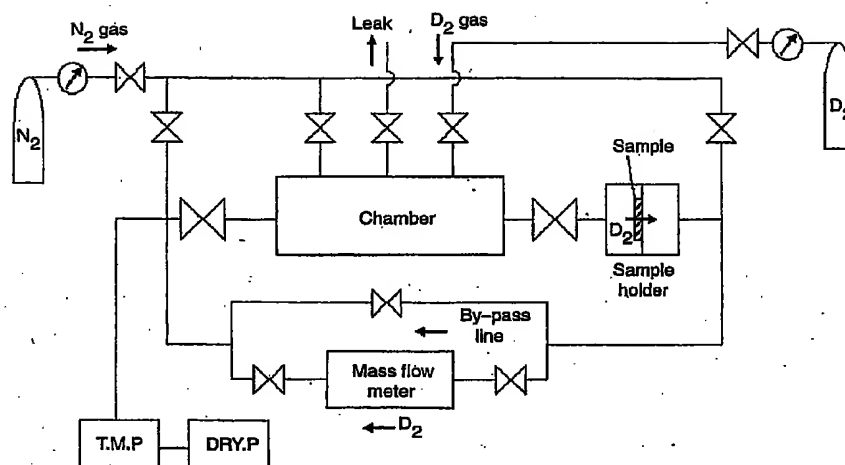 Leak
D₂ gas
N₂ gas
N₂
D₂
Sample
Chamber
D₂
Sample
holder
By-pass
line
Mass flow
meter
D₂
T.M.P
DRY.P